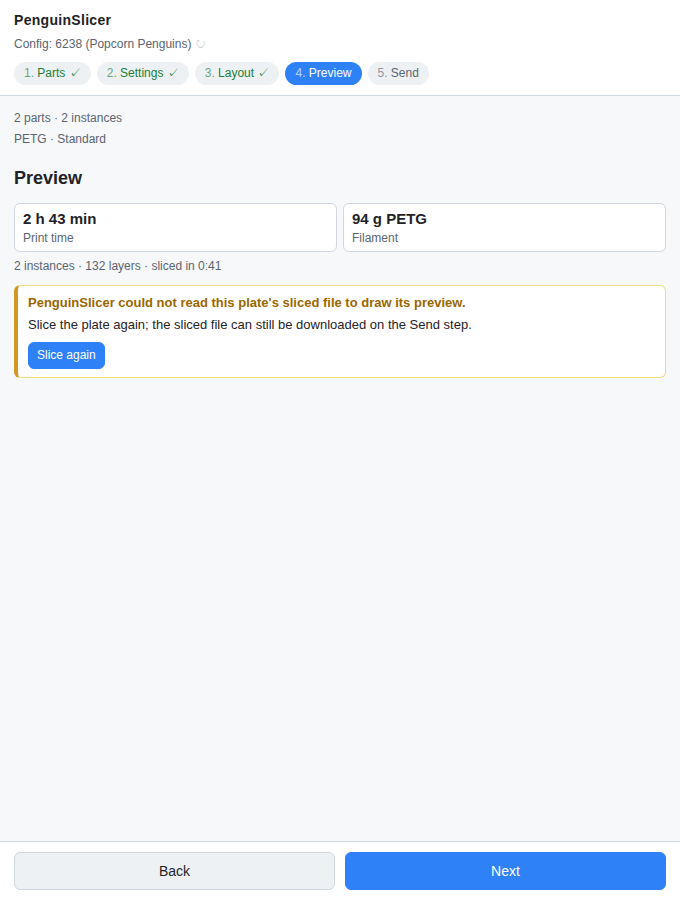 PenguinSlicer
Config: 6238 (Popcorn Penguins)
1. Parts ✓ 2. Settings ✓ 3. Layout ✓ 4. Preview 5. Send
2 parts · 2 instances
PETG · Standard
Preview
2 h 43 min
Print time
94 g PETG
Filament
2 instances · 132 layers · sliced in 0:41
PenguinSlicer could not read this plate's sliced file to draw its preview.
Slice the plate again; the sliced file can still be downloaded on the Send step.
Slice again
Back
Next